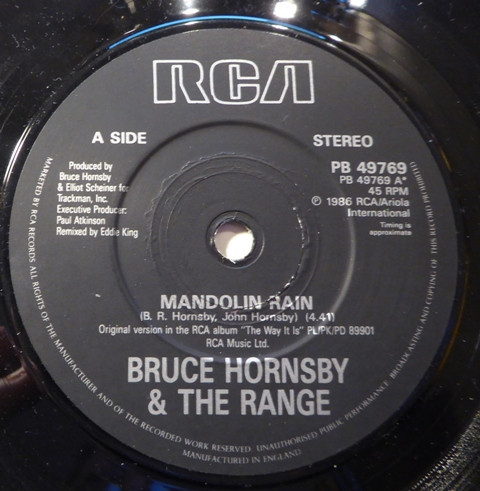 RCA
A SIDE
STEREO
Produced by
Bruce Hornsby
& Elliot Scheiner for
Trackman, Inc.
Executive Producer:
Paul Atkinson
Remixed by Eddie King
PB 49769
PB 49769 A*
45 RPM
℗ 1986 RCA/Ariola
International
Timing is
approximate
MANDOLIN RAIN
(B. R. Hornsby, John Hornsby) (4.41)
Original version in the RCA album "The Way It Is" PL/PK/PD 89901
RCA Music Ltd.
BRUCE HORNSBY
& THE RANGE
MARKETED BY RCA RECORDS ALL RIGHTS OF THE MANUFACTURER AND OF THE RECORDED WORK RESERVED. UNAUTHORISED PUBLIC PERFORMANCE, BROADCASTING AND COPYING OF THIS RECORD PROHIBITED
MANUFACTURED IN ENGLAND